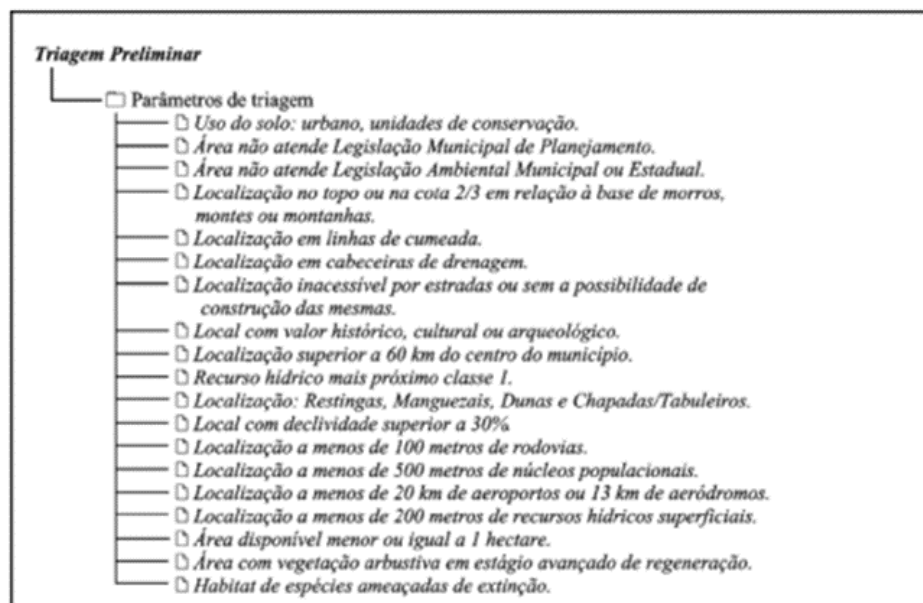 Triagem Preliminar
Parâmetros de triagem
Uso do solo: urbano, unidades de conservação.
Área não atende Legislação Municipal de Planejamento.
Área não atende Legislação Ambiental Municipal ou Estadual.
Localização no topo ou na cota 2/3 em relação à base de morros,
montes ou montanhas.
Localização em linhas de cumeada.
Localização em cabeceiras de drenagem.
Localização inacessível por estradas ou sem a possibilidade de
construção das mesmas.
Local com valor histórico, cultural ou arqueológico.
Localização superior a 60 km do centro do município.
Recurso hídrico mais próximo classe 1.
Localização: Restingas, Manguezais, Dunas e Chapadas/Tabuleiros.
Local com declividade superior a 30%
Localização a menos de 100 metros de rodovias.
Localização a menos de 500 metros de núcleos populacionais.
Localização a menos de 20 km de aeroportos ou 13 km de aeródromos.
Localização a menos de 200 metros de recursos hídricos superficiais.
Área disponível menor ou igual a 1 hectare.
Área com vegetação arbustiva em estágio avançado de regeneração.
Habitat de espécies ameaçadas de extinção.